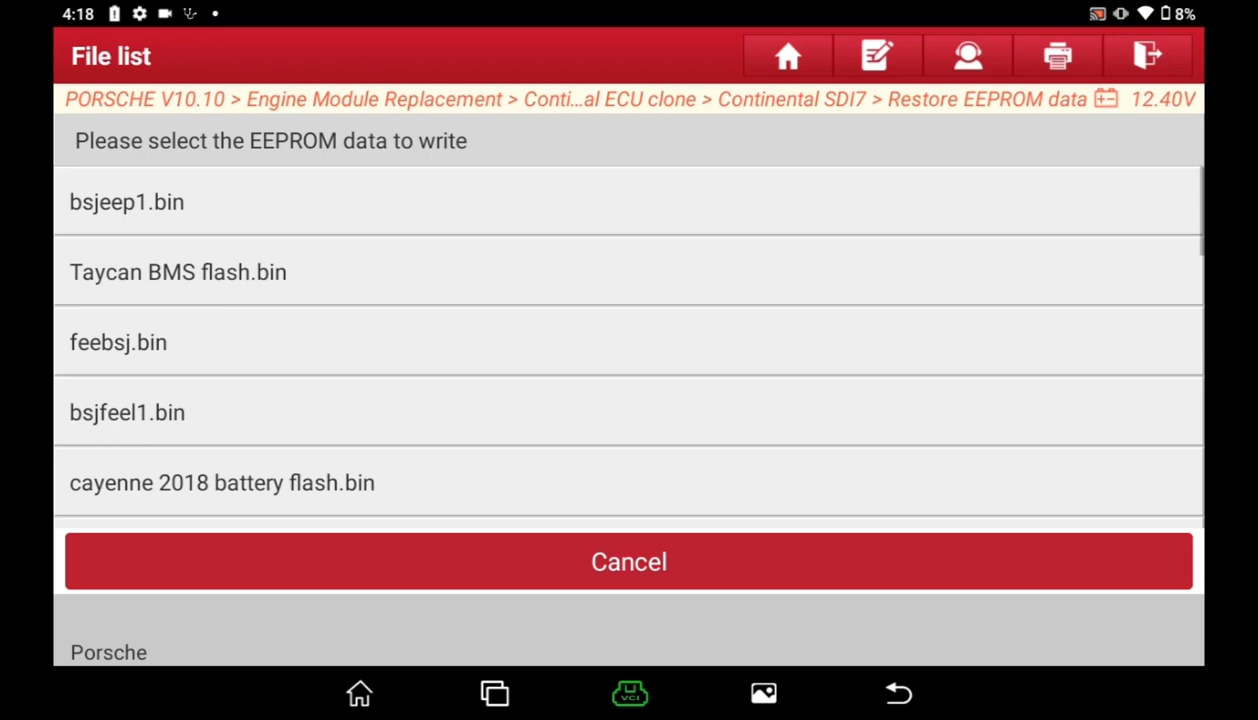 4:18
8%
File list
PORSCHE V10.10 > Engine Module Replacement > Conti...al ECU clone > Continental SDI7 > Restore EEPROM data 12.40V
Please select the EEPROM data to write
bsjeep1.bin
Taycan BMS flash.bin
feebsj.bin
bsjfeel1.bin
cayenne 2018 battery flash.bin
Cancel
Porsche
VCI